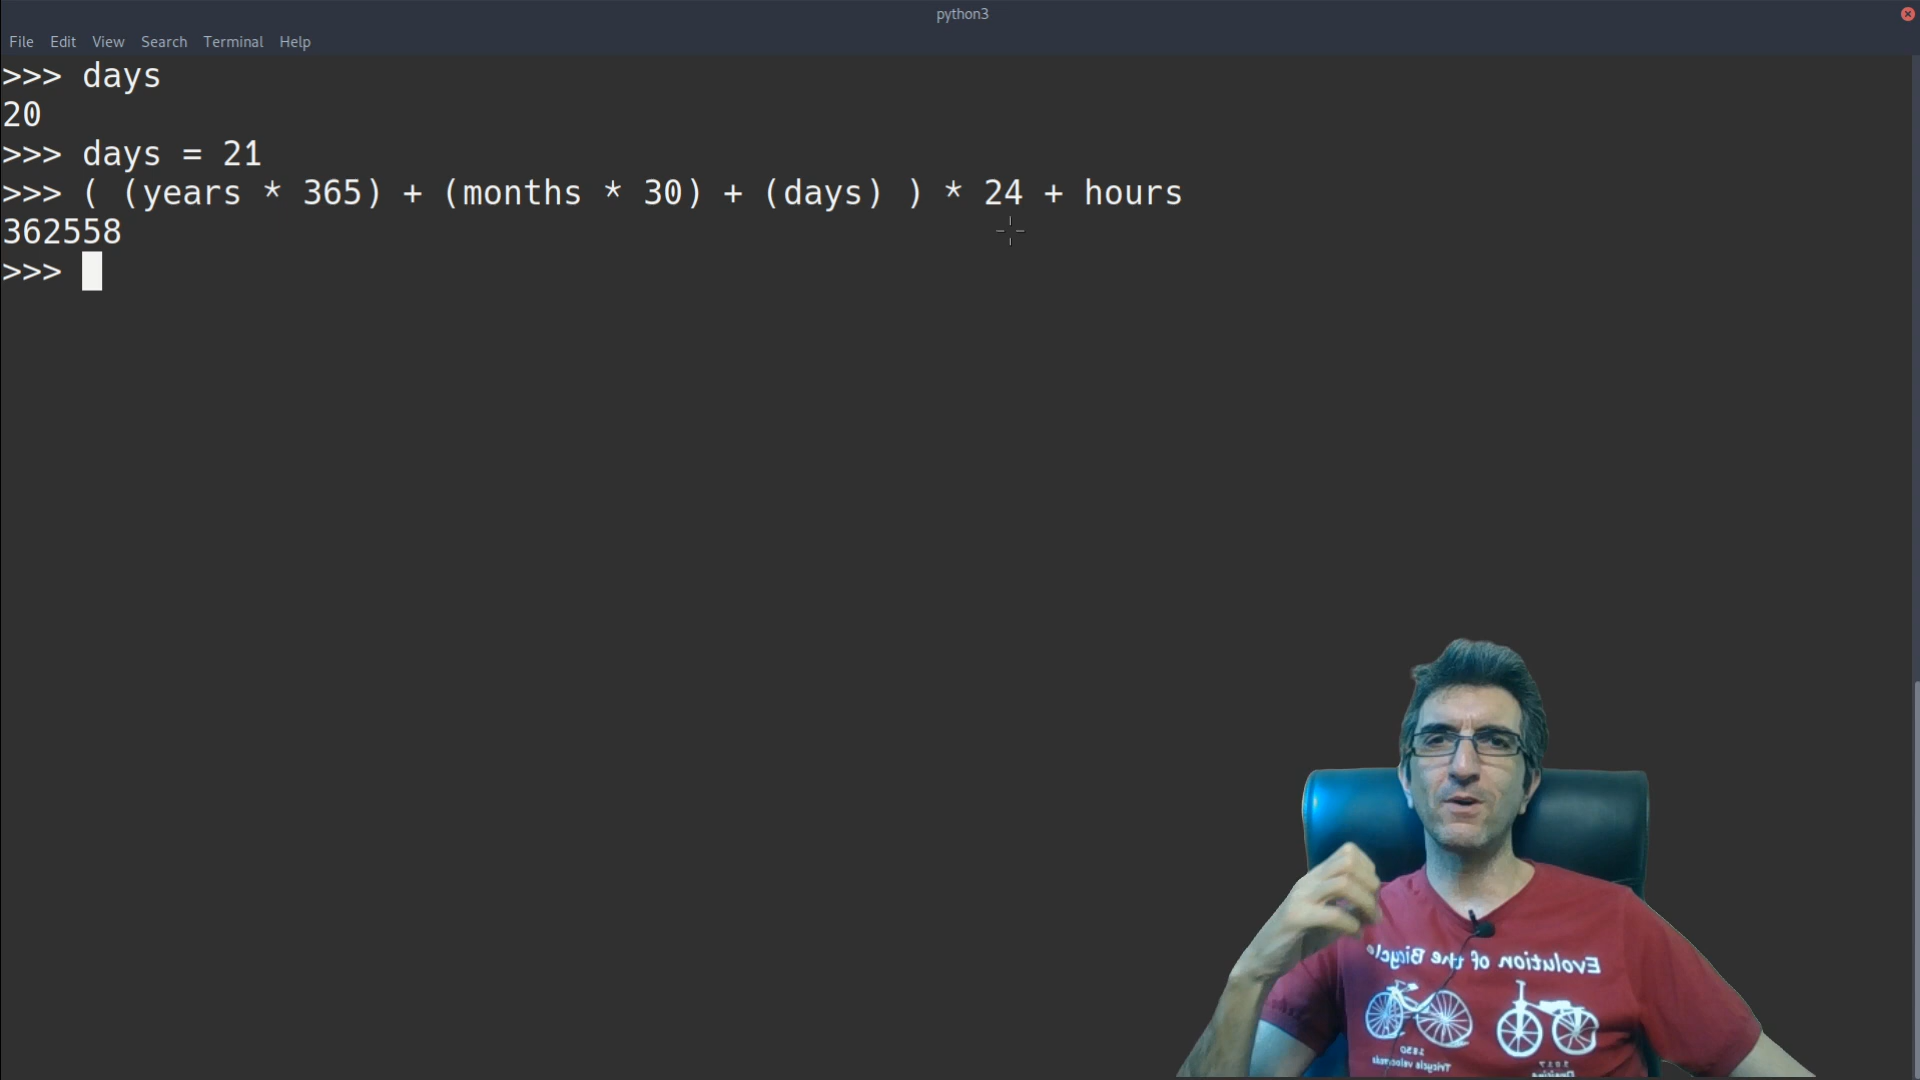 python3
File Edit View Search Terminal Help
>>> days
20
>>> days = 21
>>> ( (years * 365) + (months * 30) + (days) ) * 24 + hours
362558
>>>
Evolution of the Bicycle